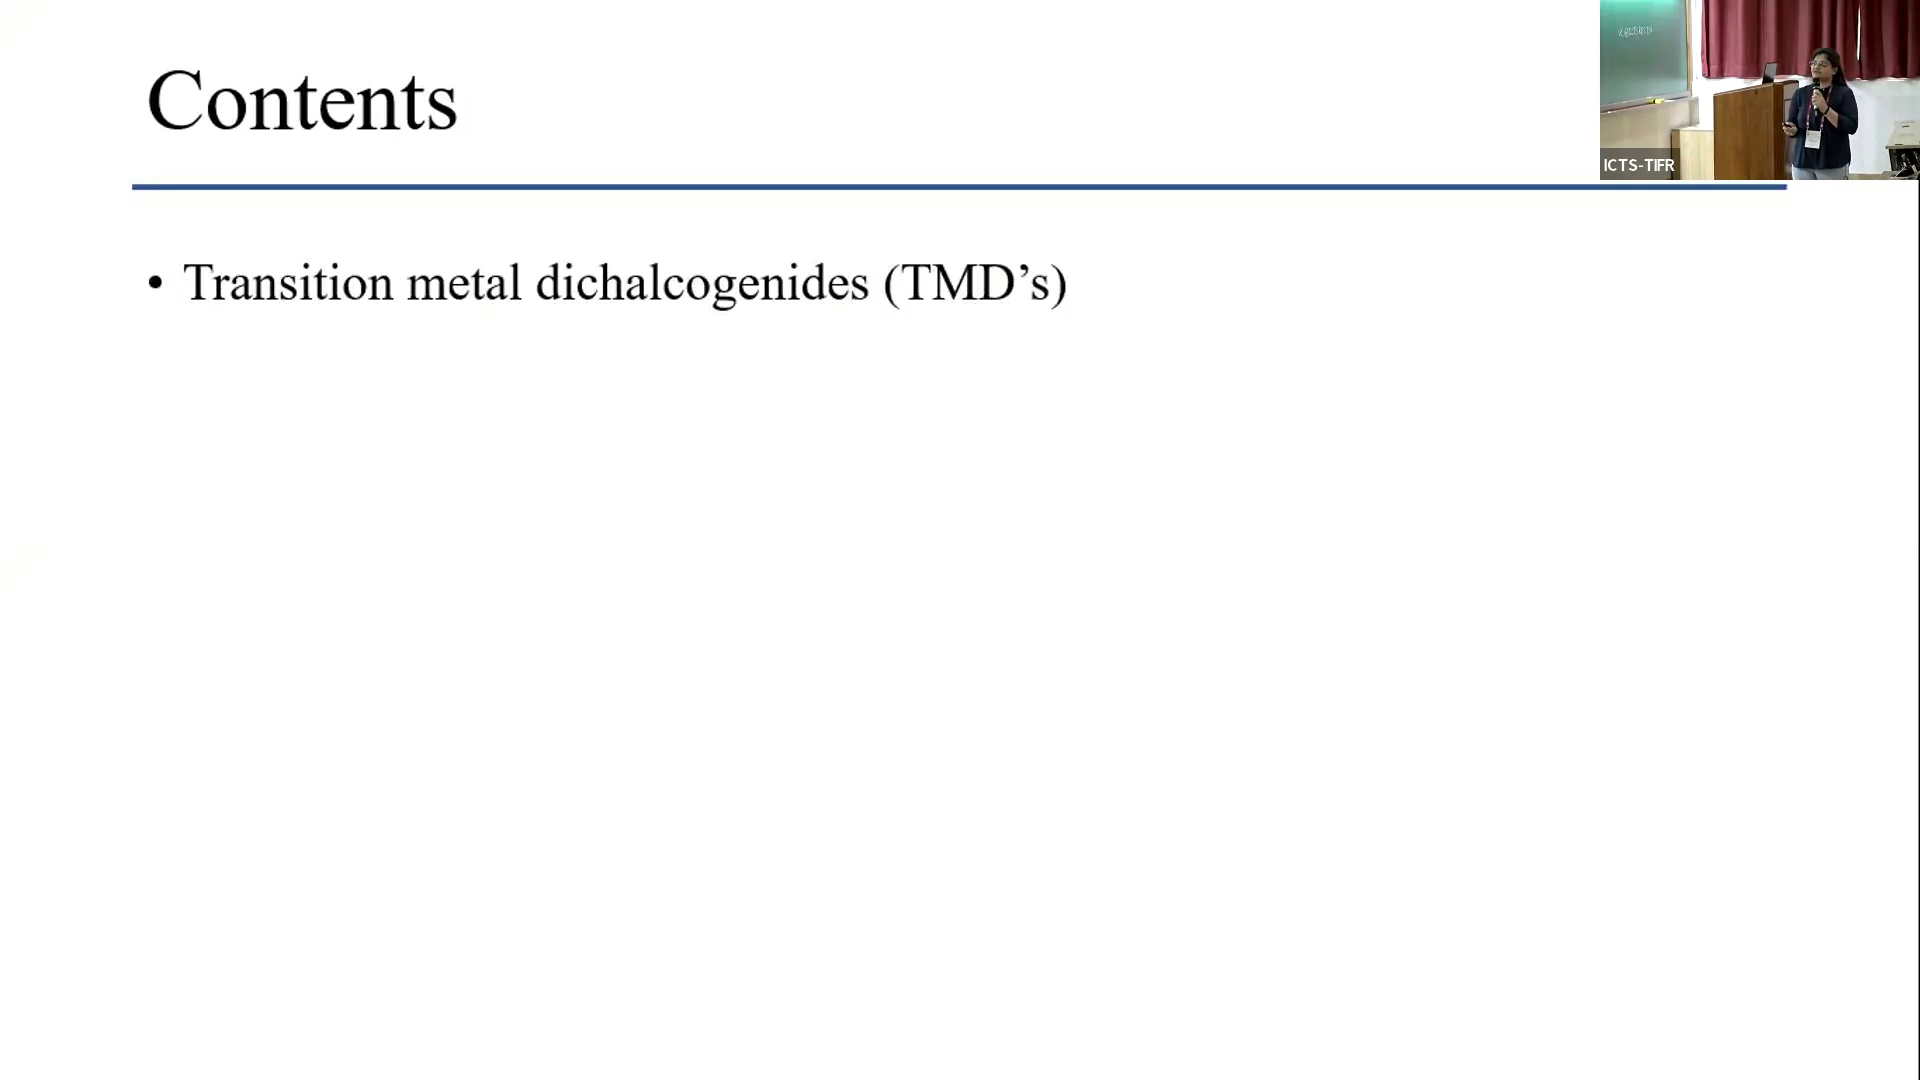 Contents
ICTS-TIFR
• Transition metal dichalcogenides (TMD’s)